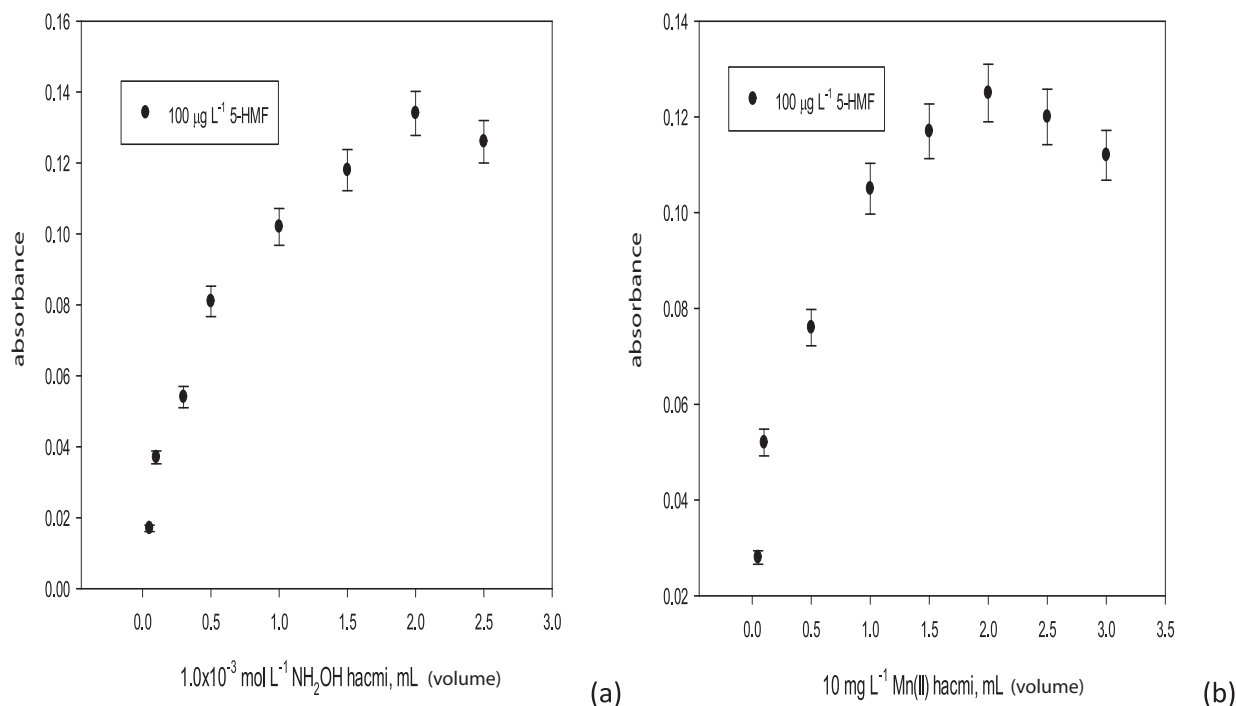 0.16
0.14
0.12
0.10
0.08
0.06
0.04
0.02
0.00
absorbance
100 μg L⁻¹ 5-HMF
0.0 0.5 1.0 1.5 2.0 2.5 3.0
1.0x10⁻³ mol L⁻¹ NH₂OH hacmi, mL (volume)
(a)
0.14
0.12
0.10
0.08
0.06
0.04
0.02
absorbance
100 μg L⁻¹ 5-HMF
0.0 0.5 1.0 1.5 2.0 2.5 3.0 3.5
10 mg L⁻¹ Mn(II) hacmi, mL (volume)
(b)